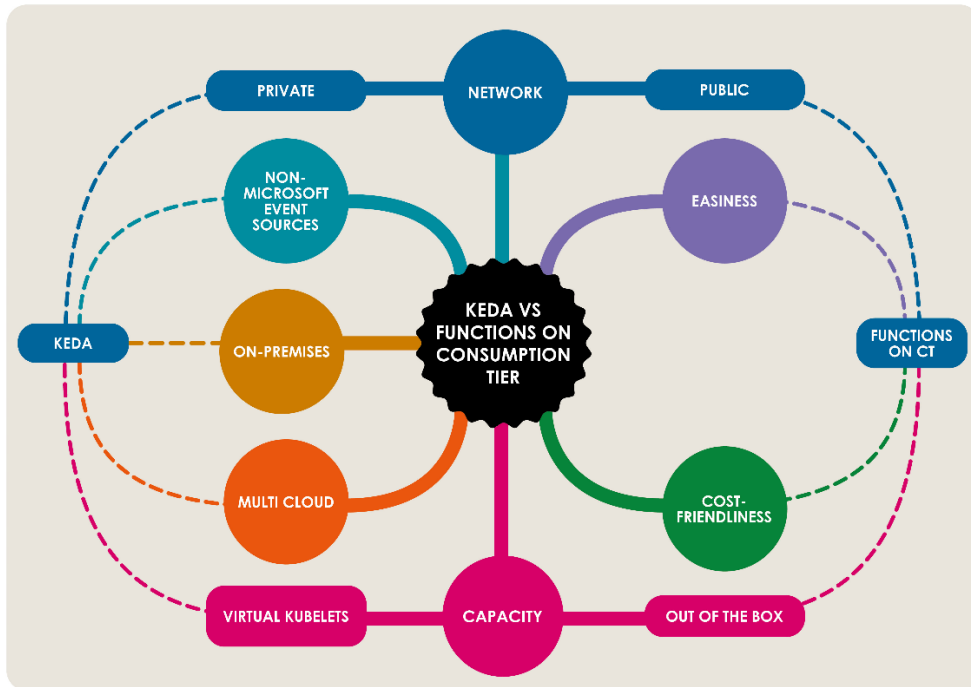 PRIVATE
NETWORK
PUBLIC
NON-
MICROSOFT
EVENT
SOURCES
EASINESS
KEDA VS
FUNCTIONS ON
CONSUMPTION
TIER
KEDA
ON-PREMISES
FUNCTIONS
ON CT
MULTI CLOUD
COST-
FRIENDLINESS
VIRTUAL KUBELETS
CAPACITY
OUT OF THE BOX